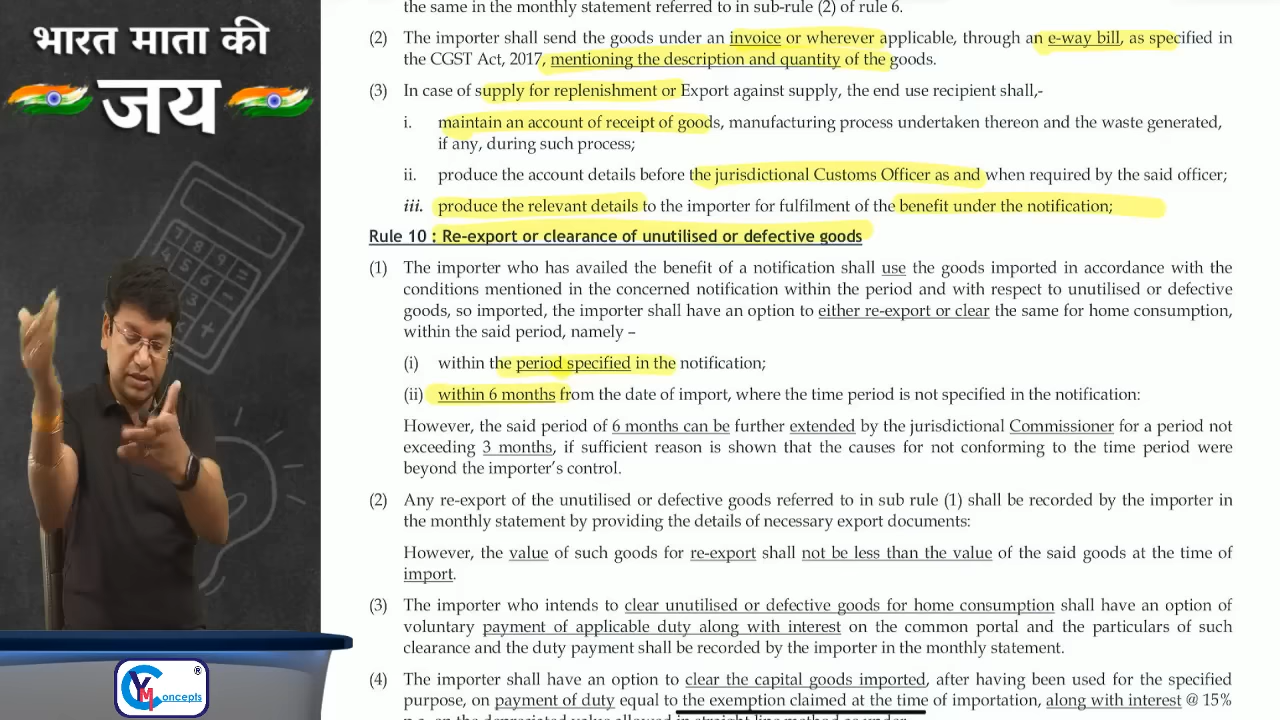 भारत माता की
जय
the same in the monthly statement referred to in sub-rule (2) of rule 6.
(2) The importer shall send the goods under an invoice or wherever applicable, through an e-way bill, as specified in
the CGST Act, 2017, mentioning the description and quantity of the goods.
(3) In case of supply for replenishment or Export against supply, the end use recipient shall,-
i. maintain an account of receipt of goods, manufacturing process undertaken thereon and the waste generated,
if any, during such process;
ii. produce the account details before the jurisdictional Customs Officer as and when required by the said officer;
iii. produce the relevant details to the importer for fulfilment of the benefit under the notification;
Rule 10 : Re-export or clearance of unutilised or defective goods
(1) The importer who has availed the benefit of a notification shall use the goods imported in accordance with the
conditions mentioned in the concerned notification within the period and with respect to unutilised or defective
goods, so imported, the importer shall have an option to either re-export or clear the same for home consumption,
within the said period, namely –
(i) within the period specified in the notification;
(ii) within 6 months from the date of import, where the time period is not specified in the notification:
However, the said period of 6 months can be further extended by the jurisdictional Commissioner for a period not
exceeding 3 months, if sufficient reason is shown that the causes for not conforming to the time period were
beyond the importer's control.
(2) Any re-export of the unutilised or defective goods referred to in sub rule (1) shall be recorded by the importer in
the monthly statement by providing the details of necessary export documents:
However, the value of such goods for re-export shall not be less than the value of the said goods at the time of
import.
(3) The importer who intends to clear unutilised or defective goods for home consumption shall have an option of
voluntary payment of applicable duty along with interest on the common portal and the particulars of such
clearance and the duty payment shall be recorded by the importer in the monthly statement.
(4) The importer shall have an option to clear the capital goods imported, after having been used for the specified
purpose, on payment of duty equal to the exemption claimed at the time of importation, along with interest @ 15%
YM Concepts ®